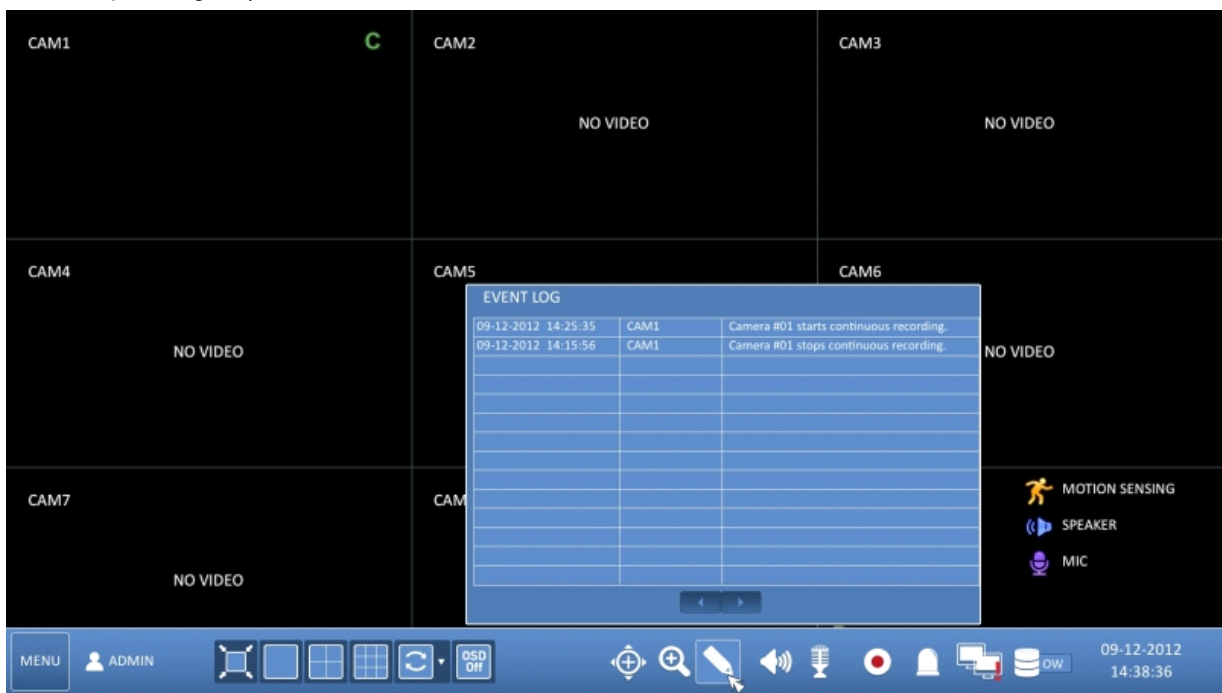 CAM1 C CAM2 CAM3
NO VIDEO NO VIDEO
CAM4 CAM5 CAM6
EVENT LOG
09-12-2012 14:25:35 CAM1 Camera #01 starts continuous recording.
09-12-2012 14:15:56 CAM1 Camera #01 stops continuous recording.
NO VIDEO NO VIDEO
CAM7 CAM
MOTION SENSING
SPEAKER
MIC
NO VIDEO
MENU ADMIN OSD Off OW 09-12-2012
14:38:36